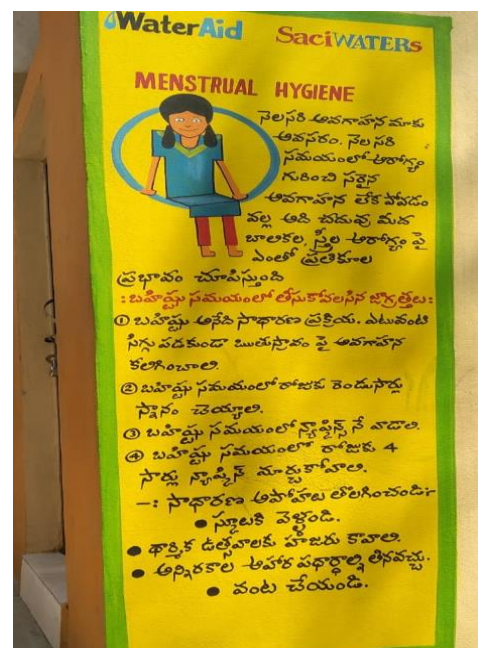 WaterAid SaciWATERs
MENSTRUAL HYGIENE
నెలసరి అవగాహన మాకు
అవసరం. నెలసరి
సమయంలో ఆరోగ్యం
గురించి సరైన
అవగాహన లేక పోవడం
వల్ల అది చదువు మీద
బాలికల, స్త్రీల ఆరోగ్యం పై
ఎంతో ప్రతికూల
ప్రభావం చూపిస్తుంది
: బహిష్టు సమయంలో తీసుకోవలసిన జాగ్రత్తలు :
① బహిష్టు అనేది సాధారణ ప్రక్రియ. ఎటువంటి
సిగ్గు పడకుండా ఋతుస్రావం పై అవగాహన
కలిగించాలి.
② బహిష్టు సమయంలో రోజుకు రెండుసార్లు
స్నానం చెయ్యాలి.
③ బహిష్టు సమయంలో న్యాప్కిన్స్ నే వాడాలి.
④ బహిష్టు సమయంలో రోజుకు 4
సార్లు న్యాప్కిన్ మార్చుకోవాలి.
-: సాధారణ అపోహలు తొలగించండి:-
• స్కూలుకి వెళ్ళండి.
• ధార్మిక ఉత్సవాలకు హాజరు కావాలి.
• అన్నిరకాల ఆహార పధార్ధాల్ని తినవచ్చు.
• వంట చేయండి.